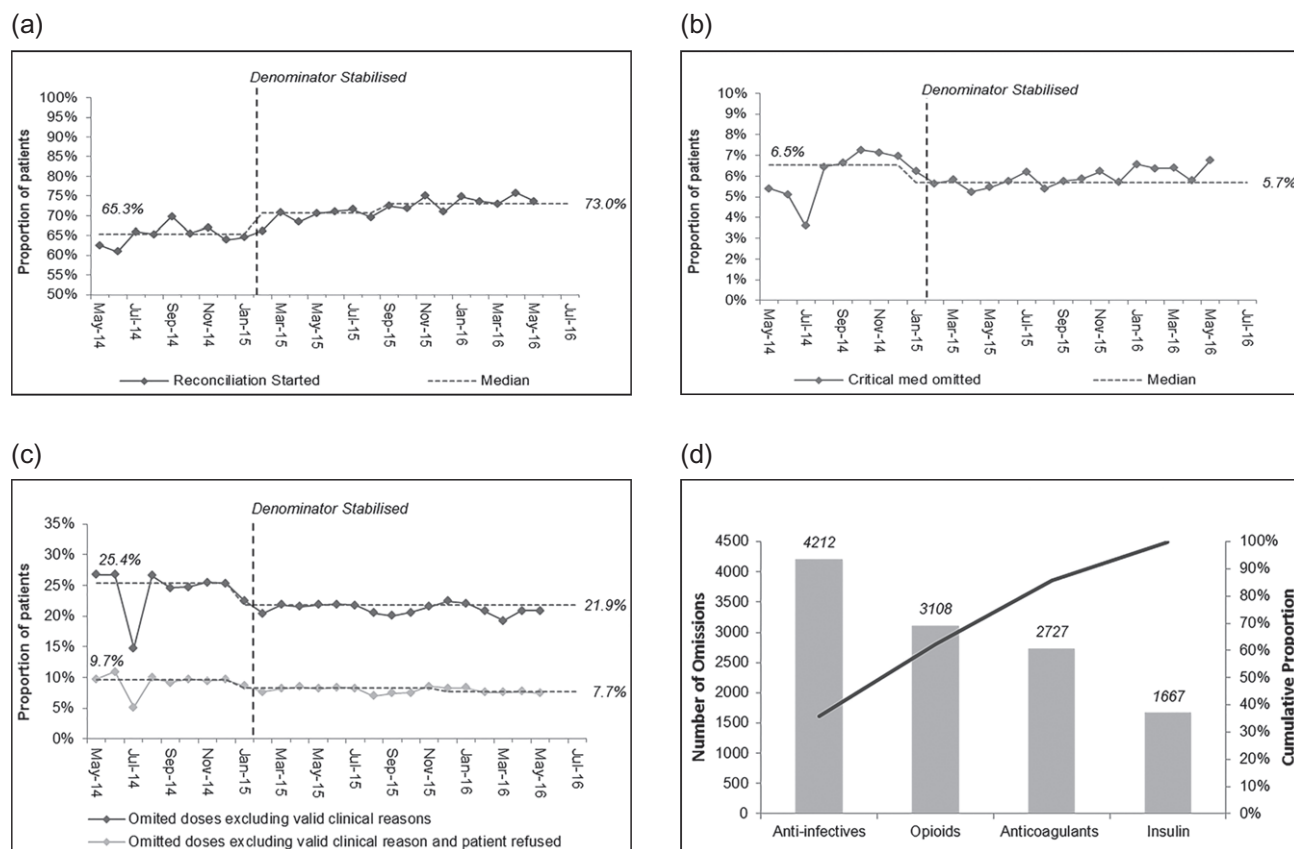 (a)
Denominator Stabilised
Proportion of patients
100%
95%
90%
85%
80%
75%
70%
65%
60%
55%
50%
65.3%
73.0%
May-14
Jul-14
Sep-14
Nov-14
Jan-15
Mar-15
May-15
Jul-15
Sep-15
Nov-15
Jan-16
Mar-16
May-16
Jul-16
Reconciliation Started
Median
(b)
Denominator Stabilised
Proportion of patients
10%
9%
8%
7%
6%
5%
4%
3%
2%
1%
0%
6.5%
5.7%
May-14
Jul-14
Sep-14
Nov-14
Jan-15
Mar-15
May-15
Jul-15
Sep-15
Nov-15
Jan-16
Mar-16
May-16
Jul-16
Critical med omitted
Median
(c)
Denominator Stabilised
Proportion of patients
35%
30%
25%
20%
15%
10%
5%
0%
25.4%
21.9%
9.7%
7.7%
May-14
Jul-14
Sep-14
Nov-14
Jan-15
Mar-15
May-15
Jul-15
Sep-15
Nov-15
Jan-16
Mar-16
May-16
Jul-16
Omited doses excluding valid clinical reasons
Omitted doses excluding valid clinical reason and patient refused
(d)
Number of Omissions
4500
4000
3500
3000
2500
2000
1500
1000
500
0
4212
3108
2727
1667
100%
90%
80%
70%
60%
50%
40%
30%
20%
10%
0%
Cumulative Proportion
Anti-infectives
Opioids
Anticoagulants
Insulin